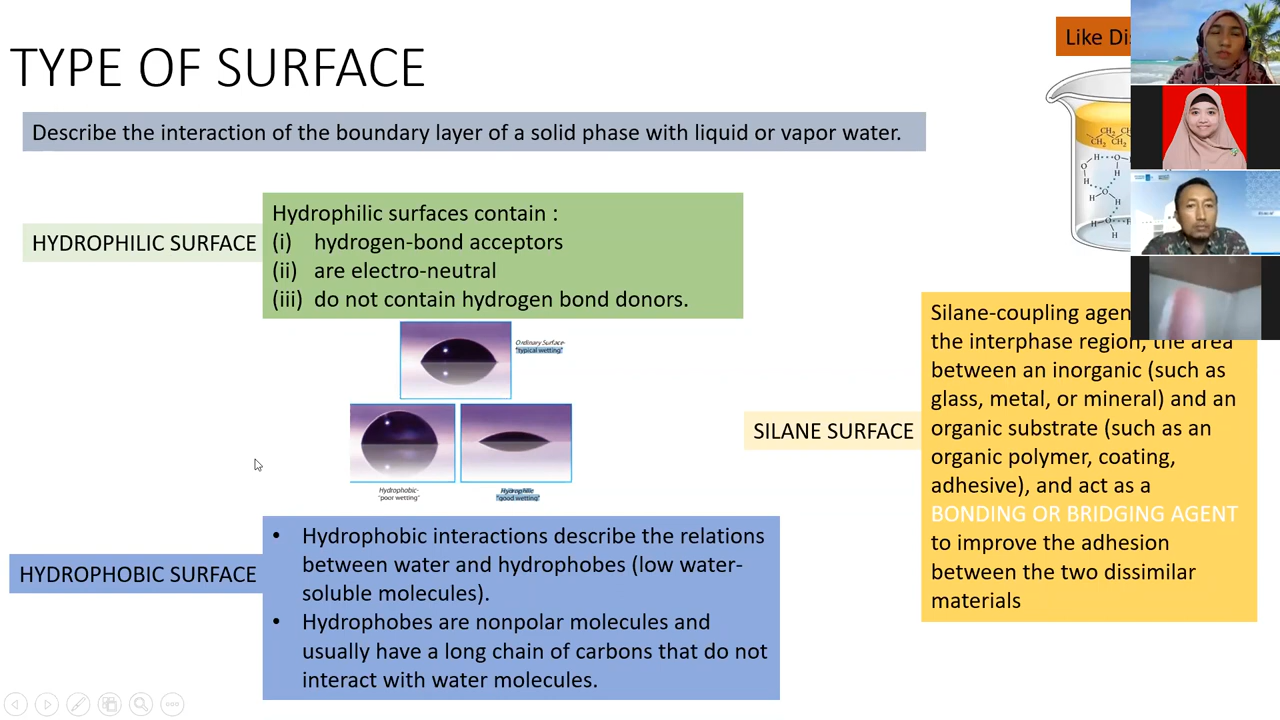 TYPE OF SURFACE
Like Di
Describe the interaction of the boundary layer of a solid phase with liquid or vapor water.
HYDROPHILIC SURFACE
Hydrophilic surfaces contain :
(i) hydrogen-bond acceptors
(ii) are electro-neutral
(iii) do not contain hydrogen bond donors.
Ordinary Surface-
"typical wetting"
Hydrophobic-
"poor wetting"
Hydrophilic
"good wetting"
SILANE SURFACE
Silane-coupling agen
the interphase region, the area
between an inorganic (such as
glass, metal, or mineral) and an
organic substrate (such as an
organic polymer, coating,
adhesive), and act as a
BONDING OR BRIDGING AGENT
to improve the adhesion
between the two dissimilar
materials
HYDROPHOBIC SURFACE
• Hydrophobic interactions describe the relations
between water and hydrophobes (low water-
soluble molecules).
• Hydrophobes are nonpolar molecules and
usually have a long chain of carbons that do not
interact with water molecules.